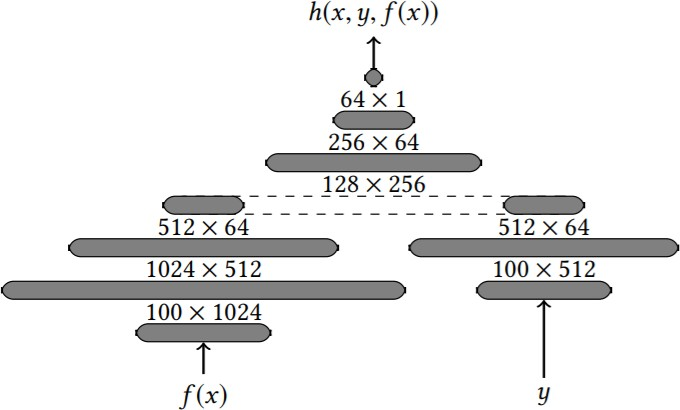 h(x, y, f(x))
64 × 1
256 × 64
128 × 256
512 × 64 512 × 64
1024 × 512 100 × 512
100 × 1024
f(x) y